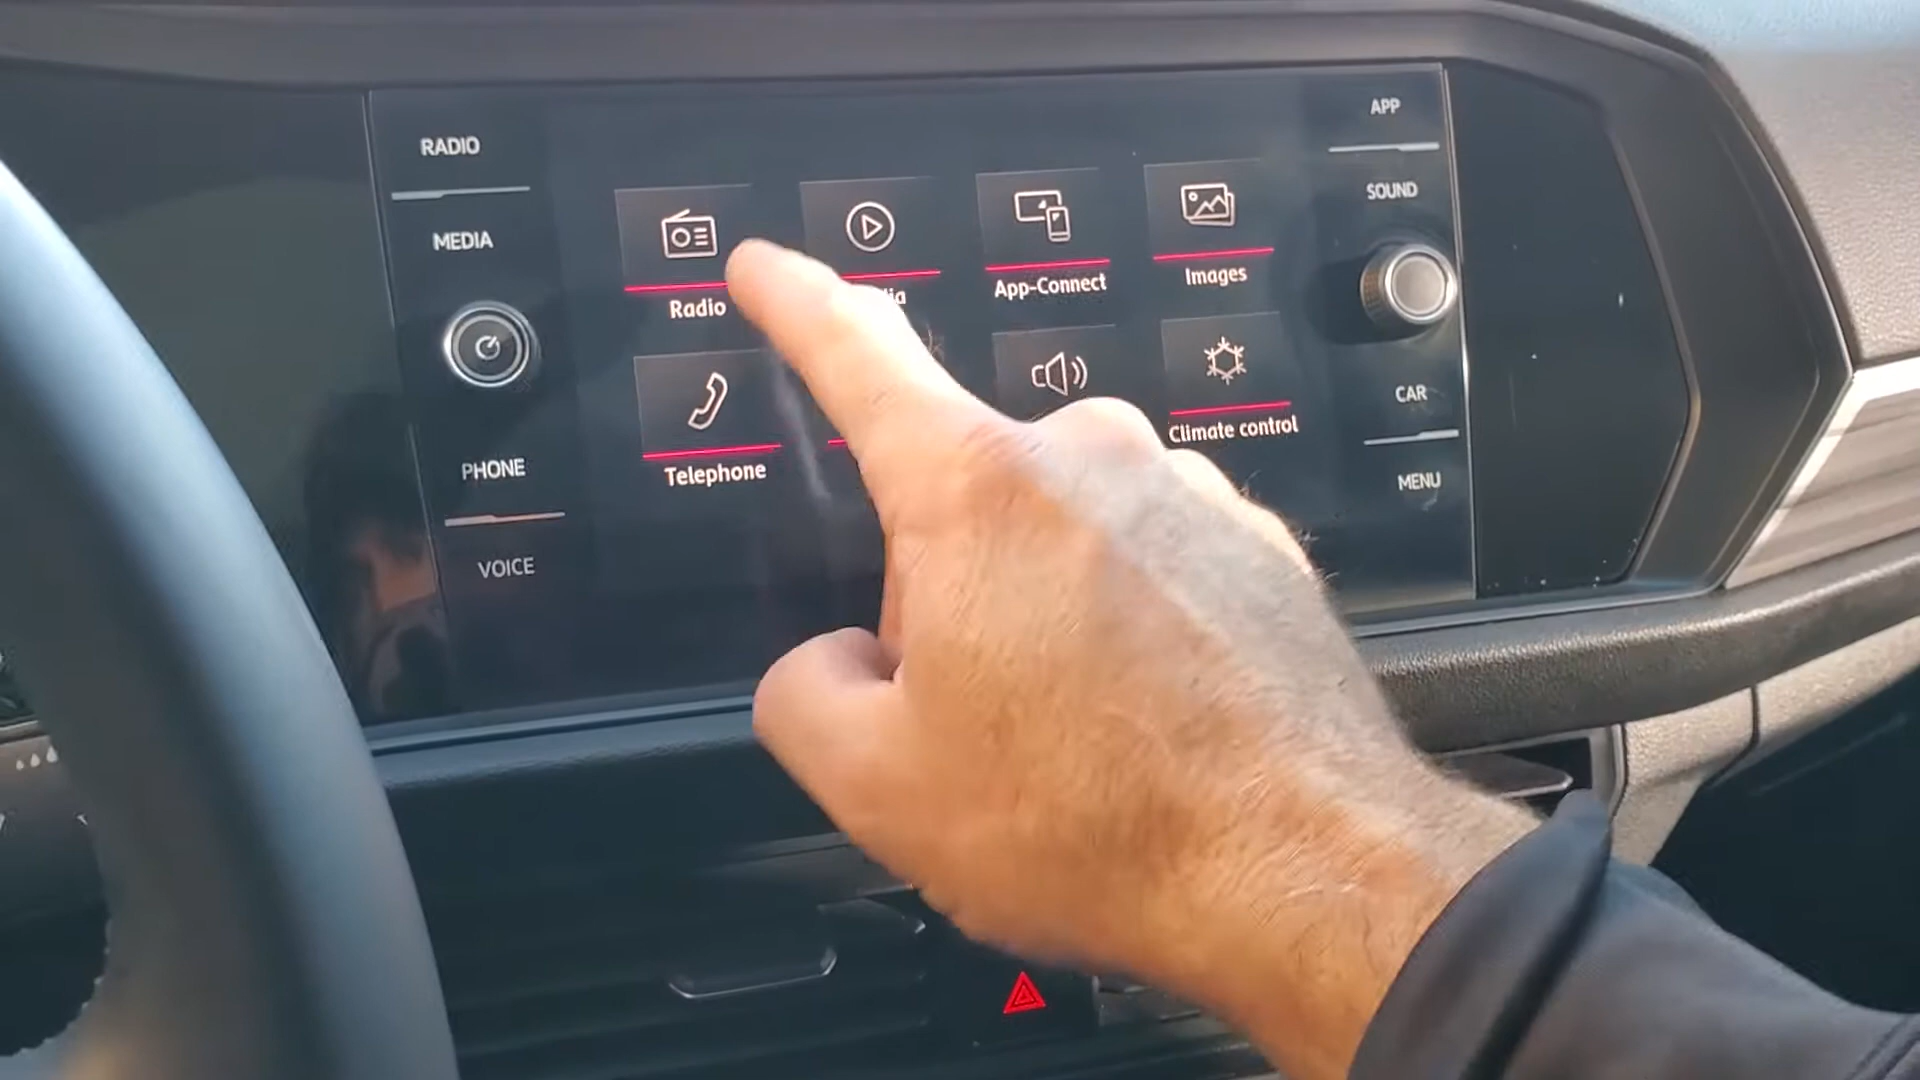 RADIO
MEDIA
PHONE
VOICE
Radio
App-Connect
Images
Telephone
Climate control
APP
SOUND
CAR
MENU